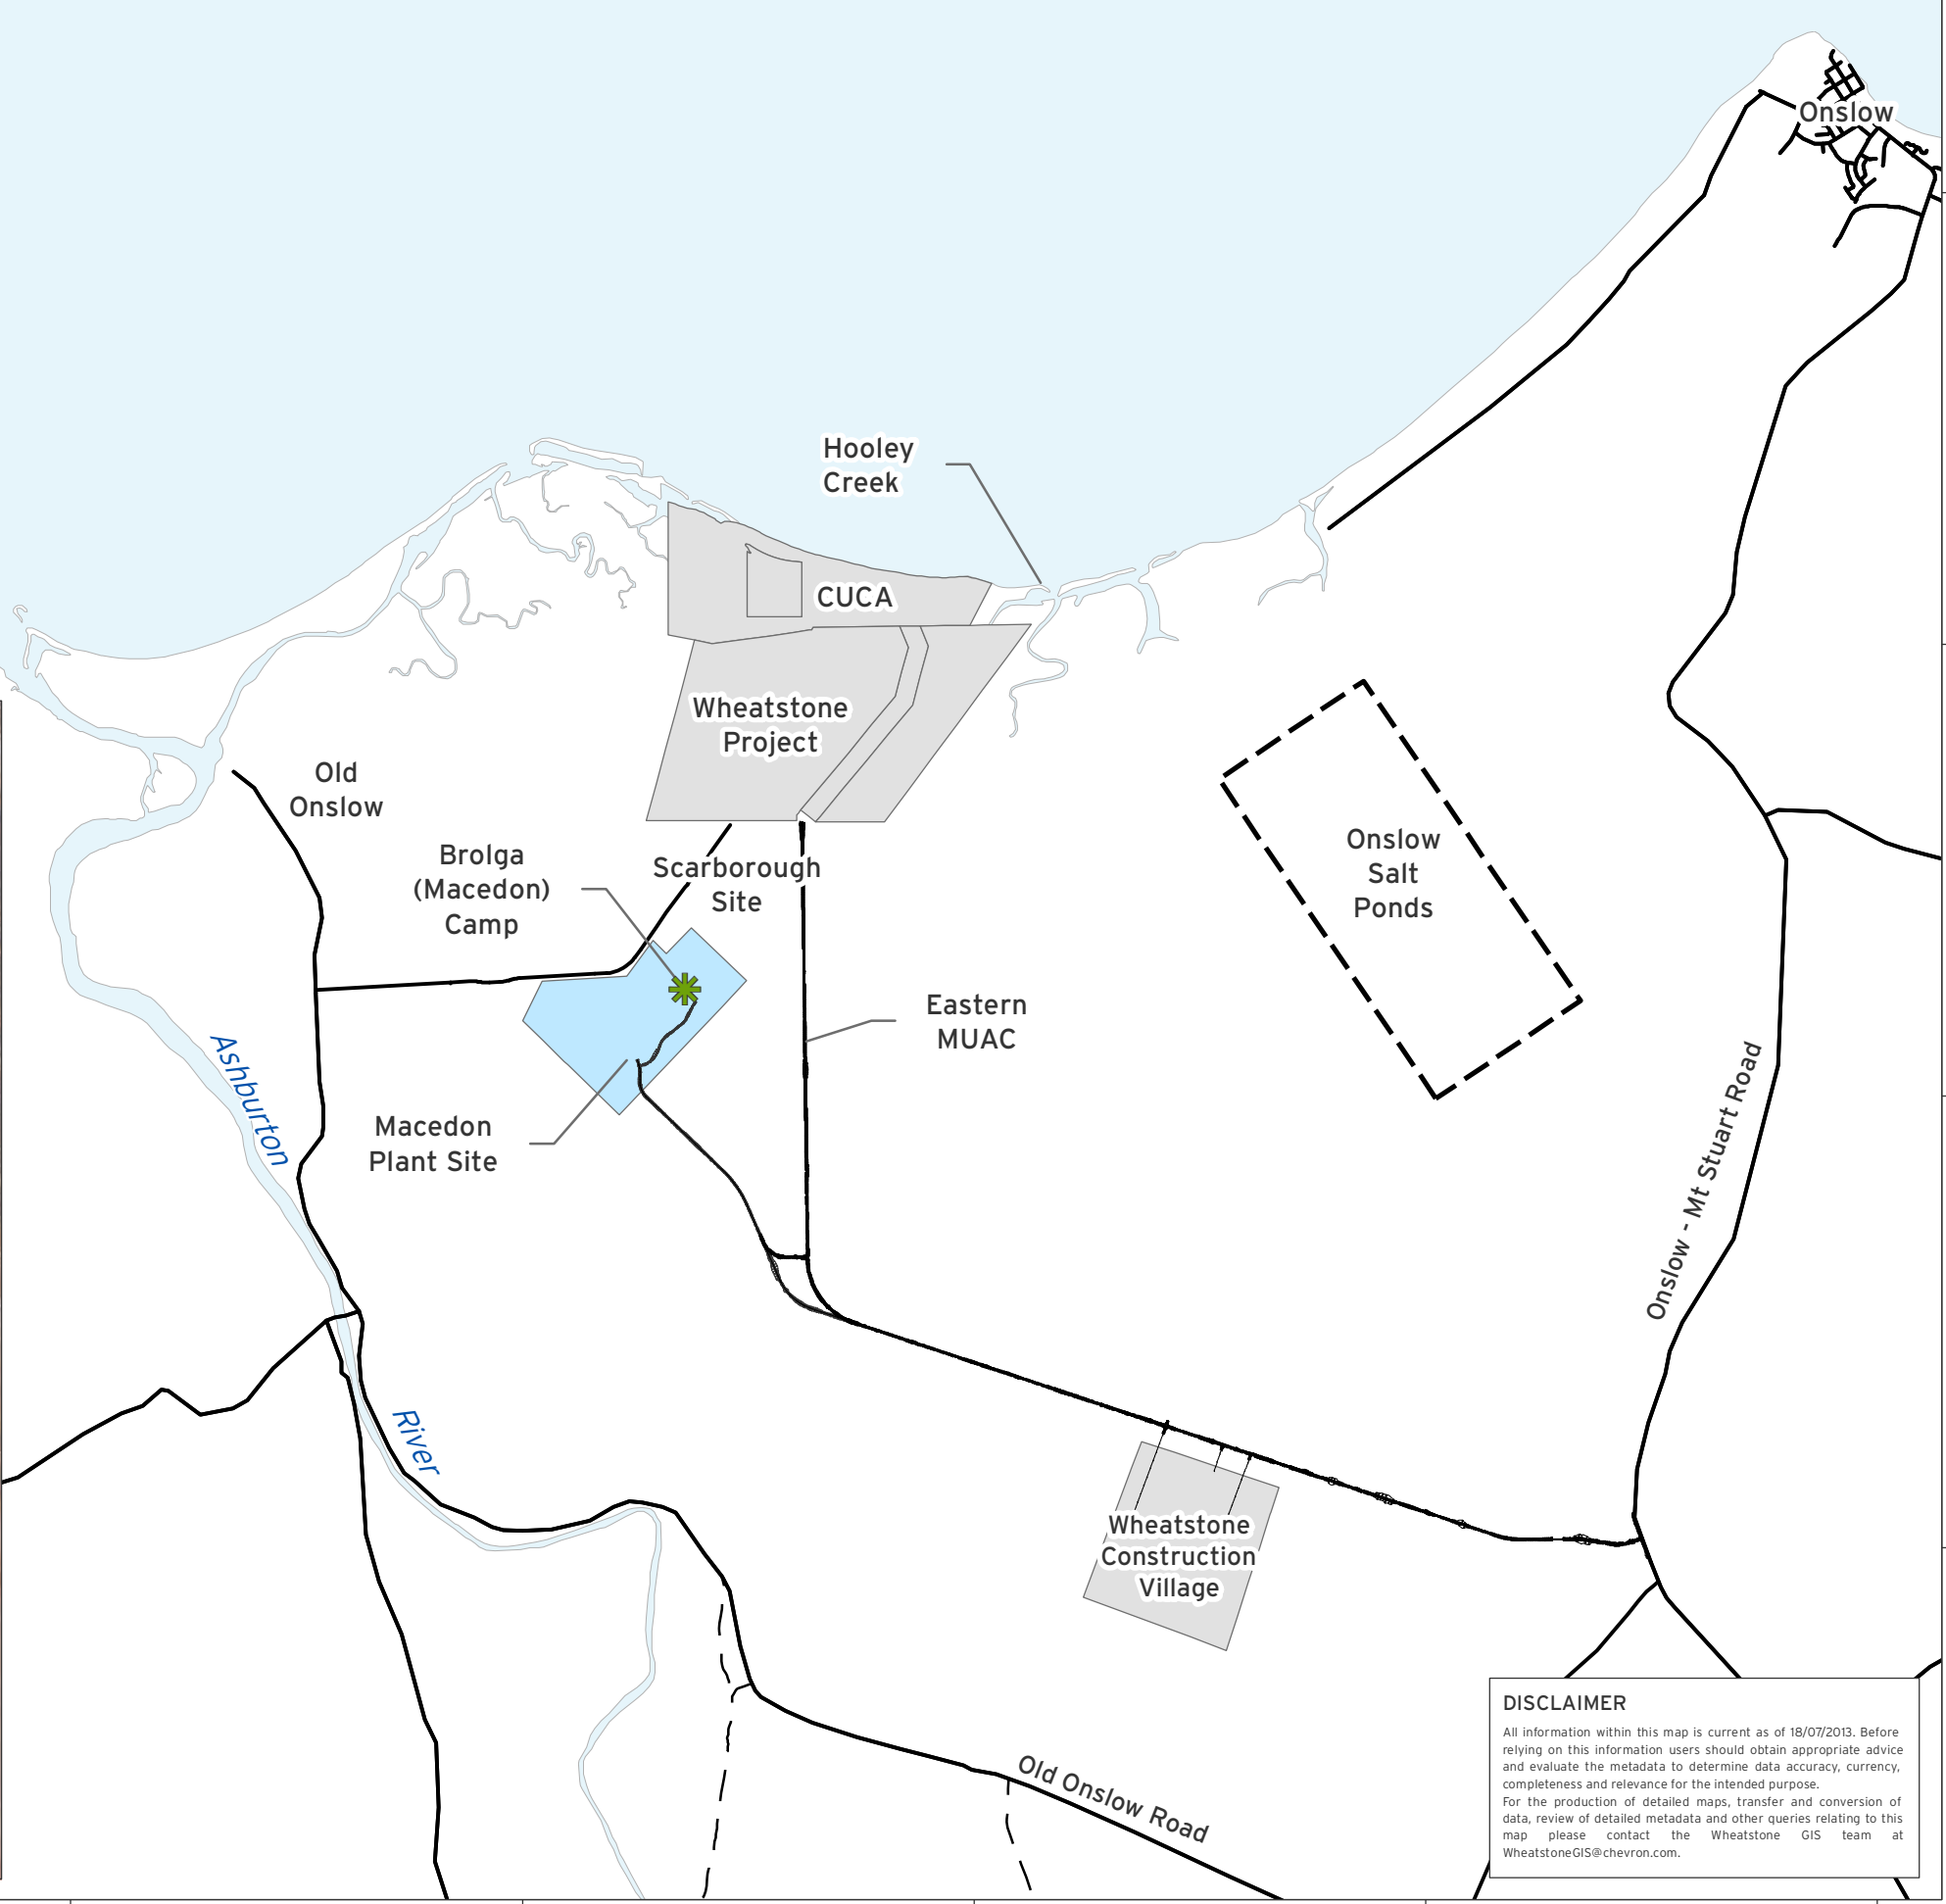 Onslow
Hooley
Creek
CUCA
Wheatstone
Project
Old
Onslow
Brolga
(Macedon)
Camp
Scarborough
Site
Onslow
Salt
Ponds
Eastern
MUAC
Ashburton
Macedon
Plant Site
Onslow - Mt Stuart Road
River
Wheatstone
Construction
Village
Old Onslow Road
DISCLAIMER
All information within this map is current as of 18/07/2013. Before
relying on this information users should obtain appropriate advice
and evaluate the metadata to determine data accuracy, currency,
completeness and relevance for the intended purpose.
For the production of detailed maps, transfer and conversion of
data, review of detailed metadata and other queries relating to this
map please contact the Wheatstone GIS team at
WheatstoneGIS@chevron.com.